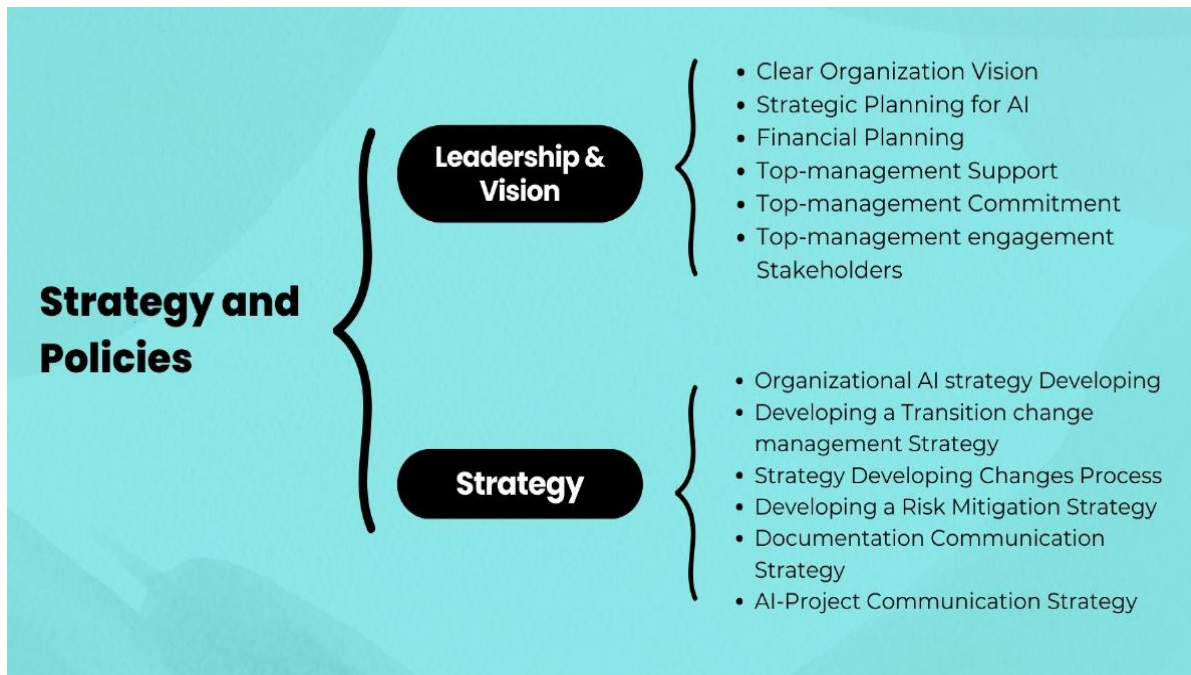 Strategy and
Policies
Leadership &
Vision
• Clear Organization Vision
• Strategic Planning for AI
• Financial Planning
• Top-management Support
• Top-management Commitment
• Top-management engagement
Stakeholders
Strategy
• Organizational AI strategy Developing
• Developing a Transition change
management Strategy
• Strategy Developing Changes Process
• Developing a Risk Mitigation Strategy
• Documentation Communication
Strategy
• AI-Project Communication Strategy